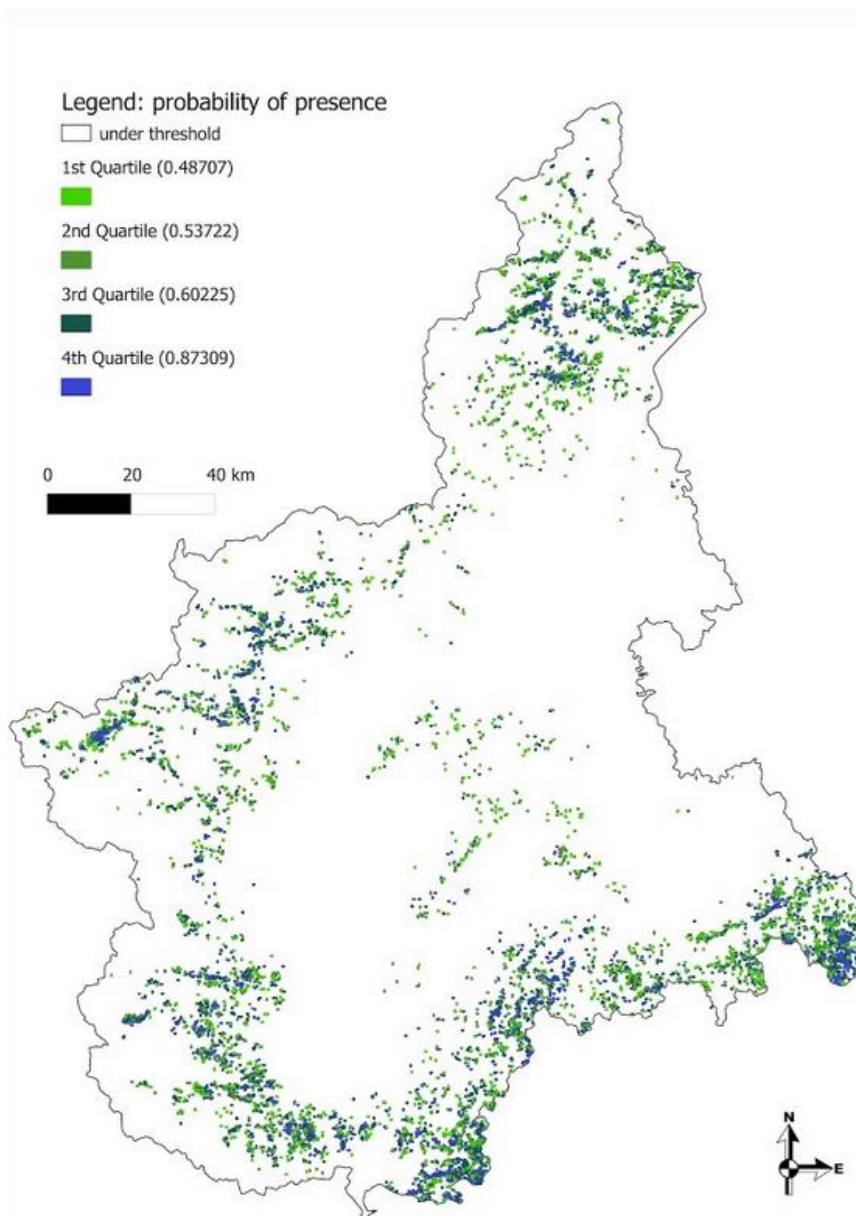 Legend: probability of presence
under threshold
1st Quartile (0.48707)
2nd Quartile (0.53722)
3rd Quartile (0.60225)
4th Quartile (0.87309)
0 20 40 km
N
E